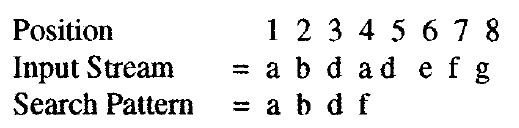 Position 1 2 3 4 5 6 7 8
Input Stream = a b d a d e f g
Search Pattern = a b d f